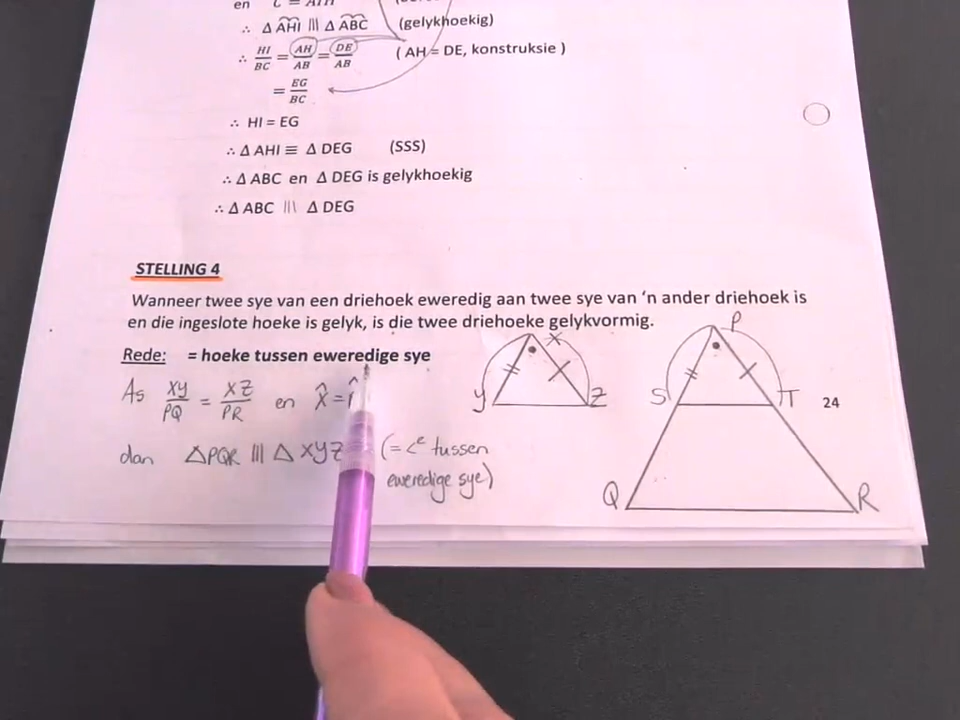 en
∴ Δ AHI ||| Δ ABC (gelykhoekig)
∴ HI/BC = AH/AB = DE/AB ( AH = DE, konstruksie )
= EG/BC
∴ HI = EG
∴ Δ AHI ≡ Δ DEG (SSS)
∴ Δ ABC en Δ DEG is gelykhoekig
∴ Δ ABC ||| Δ DEG
STELLING 4
Wanneer twee sye van een driehoek eweredig aan twee sye van 'n ander driehoek is
en die ingeslote hoeke is gelyk, is die twee driehoeke gelykvormig.
Rede: = hoeke tussen eweredige sye
As XY/PQ = XZ/PR en X̂ =
dan ΔPQR ||| Δ XYZ (= <e tussen
eweredige sye)
X
Y Z
P
S T
Q R
24